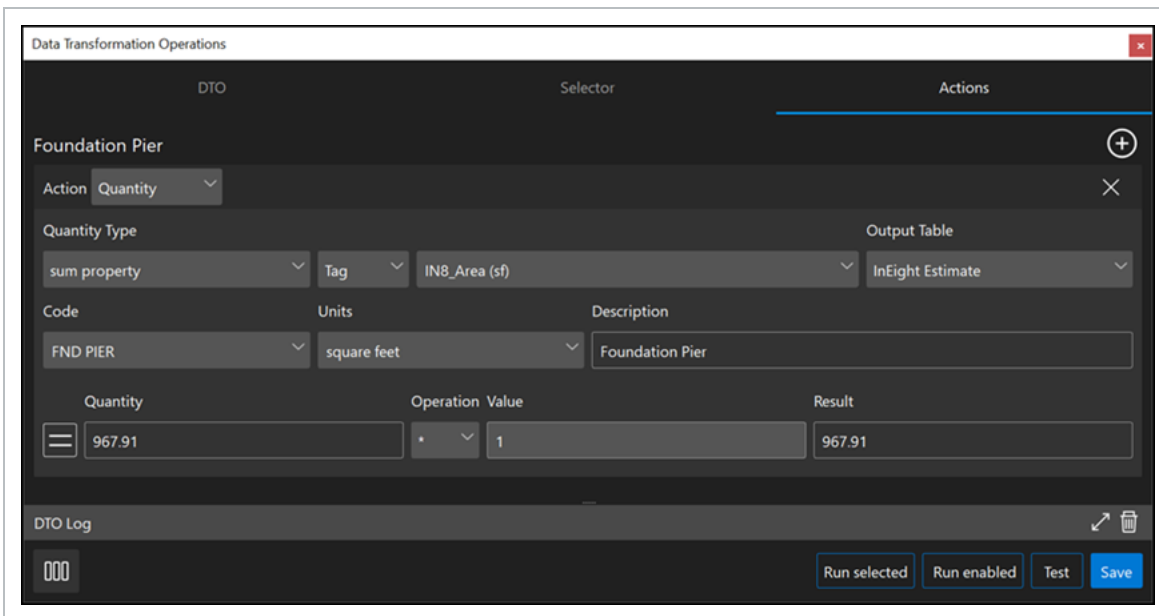 Data Transformation Operations
DTO Selector Actions
Foundation Pier
Action Quantity
Quantity Type Output Table
sum property Tag IN8_Area (sf) InEight Estimate
Code Units Description
FND PIER square feet Foundation Pier
Quantity Operation Value Result
967.91 * 1 967.91
DTO Log
Run selected Run enabled Test Save